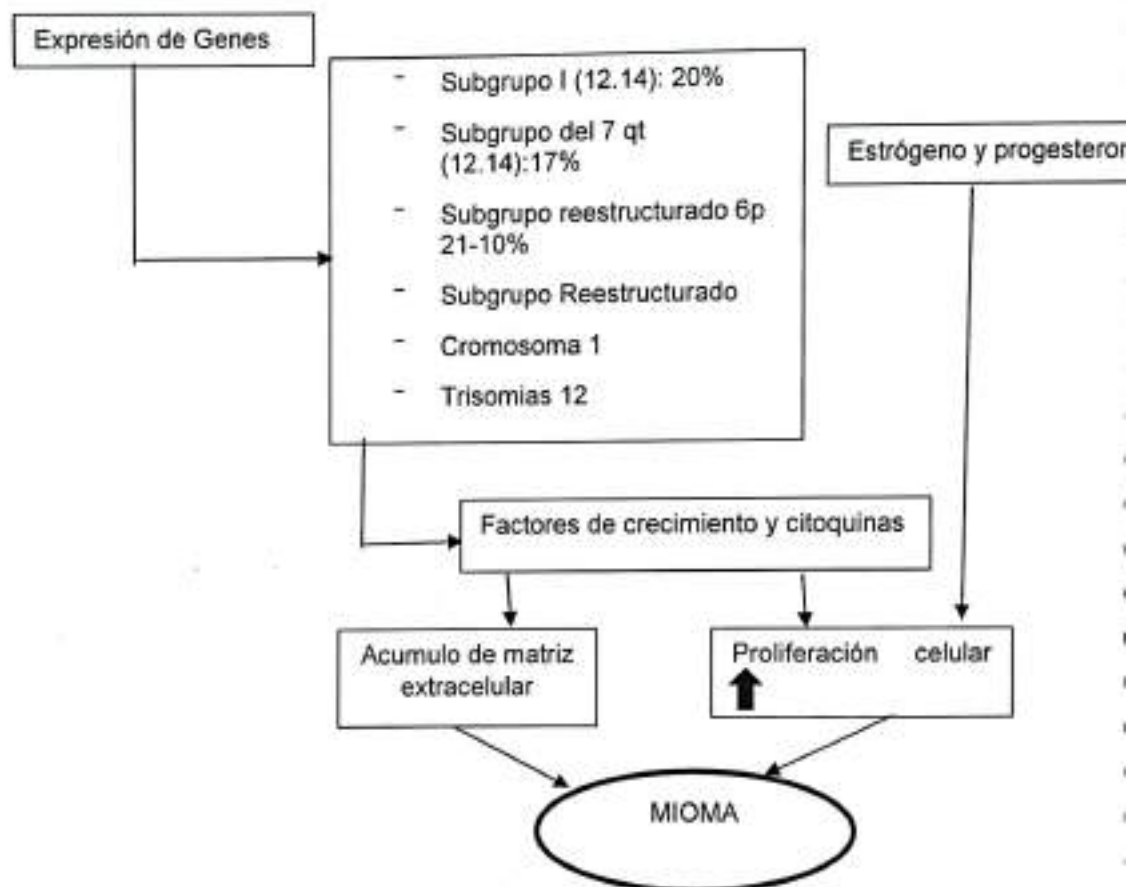 Expresión de Genes
- Subgrupo I (12.14): 20%
- Subgrupo del 7 qt
(12.14):17%
- Subgrupo reestructurado 6p
21-10%
- Subgrupo Reestructurado
- Cromosoma 1
- Trisomias 12
Estrógeno y progesteron
Factores de crecimiento y citoquinas
Acumulo de matriz
extracelular
Proliferación celular
MIOMA